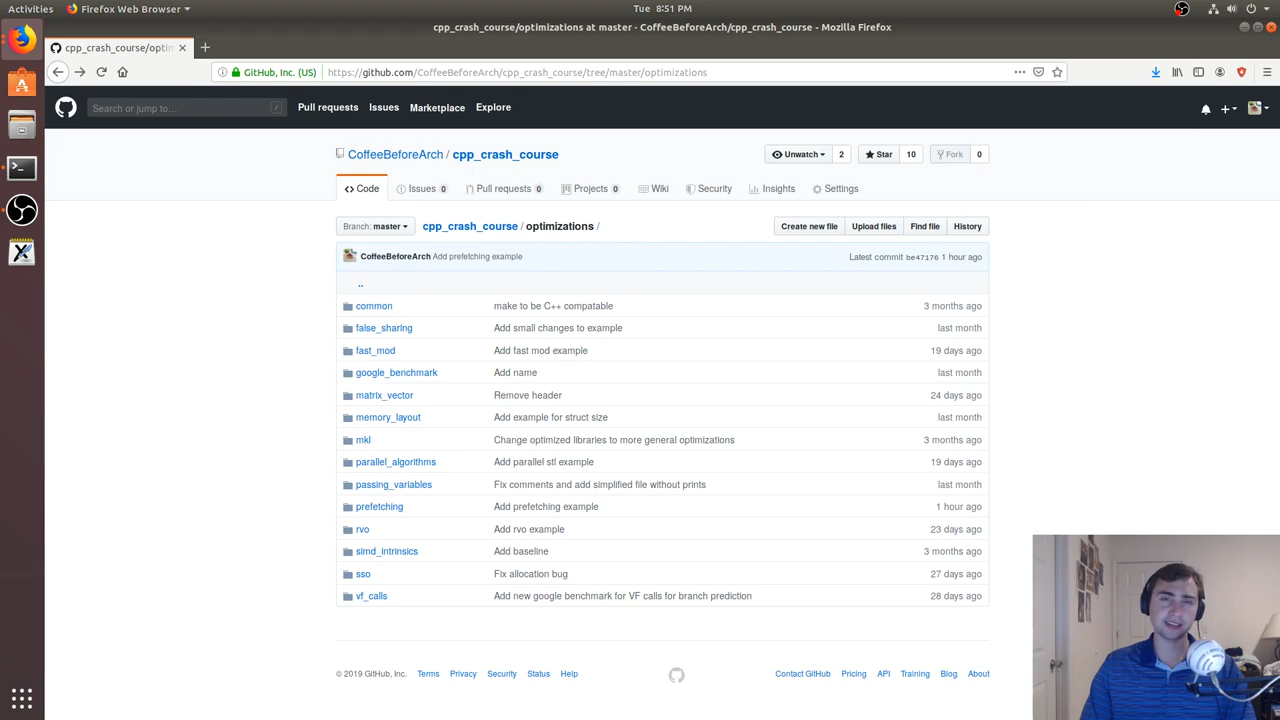 Activities Firefox Web Browser Tue 8:51 PM
cpp_crash_course/optimizations at master · CoffeeBeforeArch/cpp_crash_course - Mozilla Firefox
cpp_crash_course/optim
GitHub, Inc. (US) https://github.com/CoffeeBeforeArch/cpp_crash_course/tree/master/optimizations
Search or jump to… / Pull requests Issues Marketplace Explore
CoffeeBeforeArch / cpp_crash_course Unwatch 2 Star 10 Fork 0
Code Issues 0 Pull requests 0 Projects 0 Wiki Security Insights Settings
Branch: master cpp_crash_course / optimizations / Create new file Upload files Find file History
CoffeeBeforeArch Add prefetching example Latest commit be47176 1 hour ago
..
common make to be C++ compatable 3 months ago
false_sharing Add small changes to example last month
fast_mod Add fast mod example 19 days ago
google_benchmark Add name last month
matrix_vector Remove header 24 days ago
memory_layout Add example for struct size last month
mkl Change optimized libraries to more general optimizations 3 months ago
parallel_algorithms Add parallel stl example 19 days ago
passing_variables Fix comments and add simplified file without prints last month
prefetching Add prefetching example 1 hour ago
rvo Add rvo example 23 days ago
simd_intrinsics Add baseline 3 months ago
sso Fix allocation bug 27 days ago
vf_calls Add new google benchmark for VF calls for branch prediction 28 days ago
© 2019 GitHub, Inc. Terms Privacy Security Status Help Contact GitHub Pricing API Training Blog About